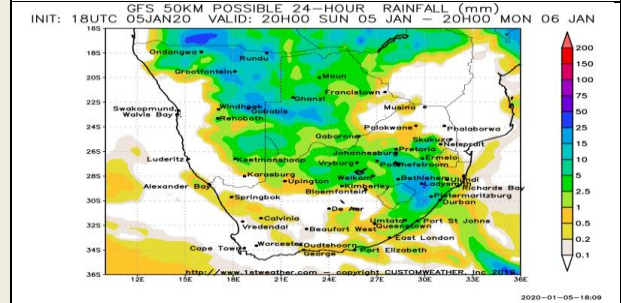 GFS 50KM POSSIBLE 24-HOUR RAINFALL (mm)
INIT: 18UTC 05JAN20 VALID: 20H00 SUN 05 JAN - 20H00 MON 06 JAN
16S
Ondangwa
Rundu
18S
Grootfontein
20S
Maun
Francistown
Ghanzi
22S
Musina
Swakopmund
Windhoek
Gobabis
Walvis Bay
Rehoboth
24S
Polokwane
Phalaborwa
Gaborone
Skukuza
Nelspruit
Johannesburg
Pretoria
26S
Luderitz
Keetmanshoop
Vryburg
Potchefstroom
Ermelo
Karasburg
Welkom
Bethlehem
Ulundi
28S
Alexander Bay
Upington
Kimberley
Ladysmith
Richards Bay
Bloemfontein
Springbok
Pietermaritzburg
30S
Durban
De Aar
Calvinia
Umtata
Port St Johns
Vredendal
Beaufort West
Queenstown
32S
East London
Cape Town
Worcester
Oudtshoorn
34S
George
Port Elizabeth
36S
http://www.1stweather.com - copyright CUSTOMWEATHER, Inc 2019
12E 15E 18E 21E 24E 27E 30E 33E 36E
200
150
100
75
50
25
15
10
5
2.5
1
0.5
0.2
0.1
2020-01-05-18:09